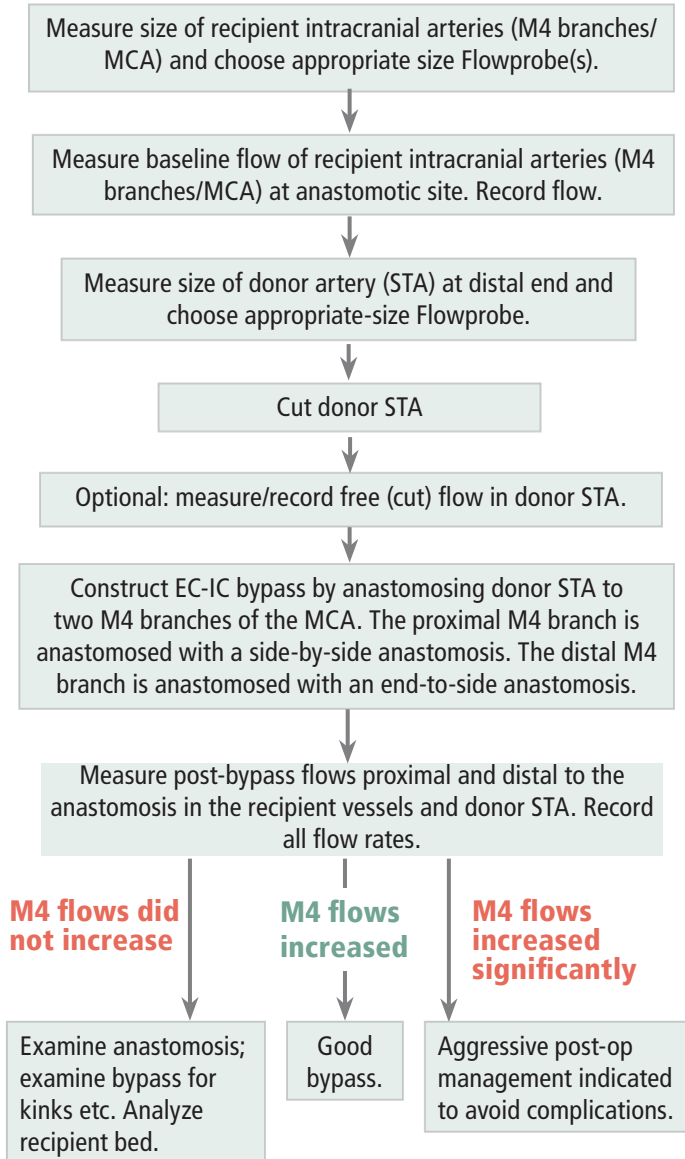 Measure size of recipient intracranial arteries (M4 branches/
MCA) and choose appropriate size Flowprobe(s).
Measure baseline flow of recipient intracranial arteries (M4
branches/MCA) at anastomotic site. Record flow.
Measure size of donor artery (STA) at distal end and
choose appropriate-size Flowprobe.
Cut donor STA
Optional: measure/record free (cut) flow in donor STA.
Construct EC-IC bypass by anastomosing donor STA to
two M4 branches of the MCA. The proximal M4 branch is
anastomosed with a side-by-side anastomosis. The distal M4
branch is anastomosed with an end-to-side anastomosis.
Measure post-bypass flows proximal and distal to the
anastomosis in the recipient vessels and donor STA. Record
all flow rates.
M4 flows did
not increase
M4 flows
increased
M4 flows
increased
significantly
Examine anastomosis;
examine bypass for
kinks etc. Analyze
recipient bed.
Good
bypass.
Aggressive post-op
management indicated
to avoid complications.